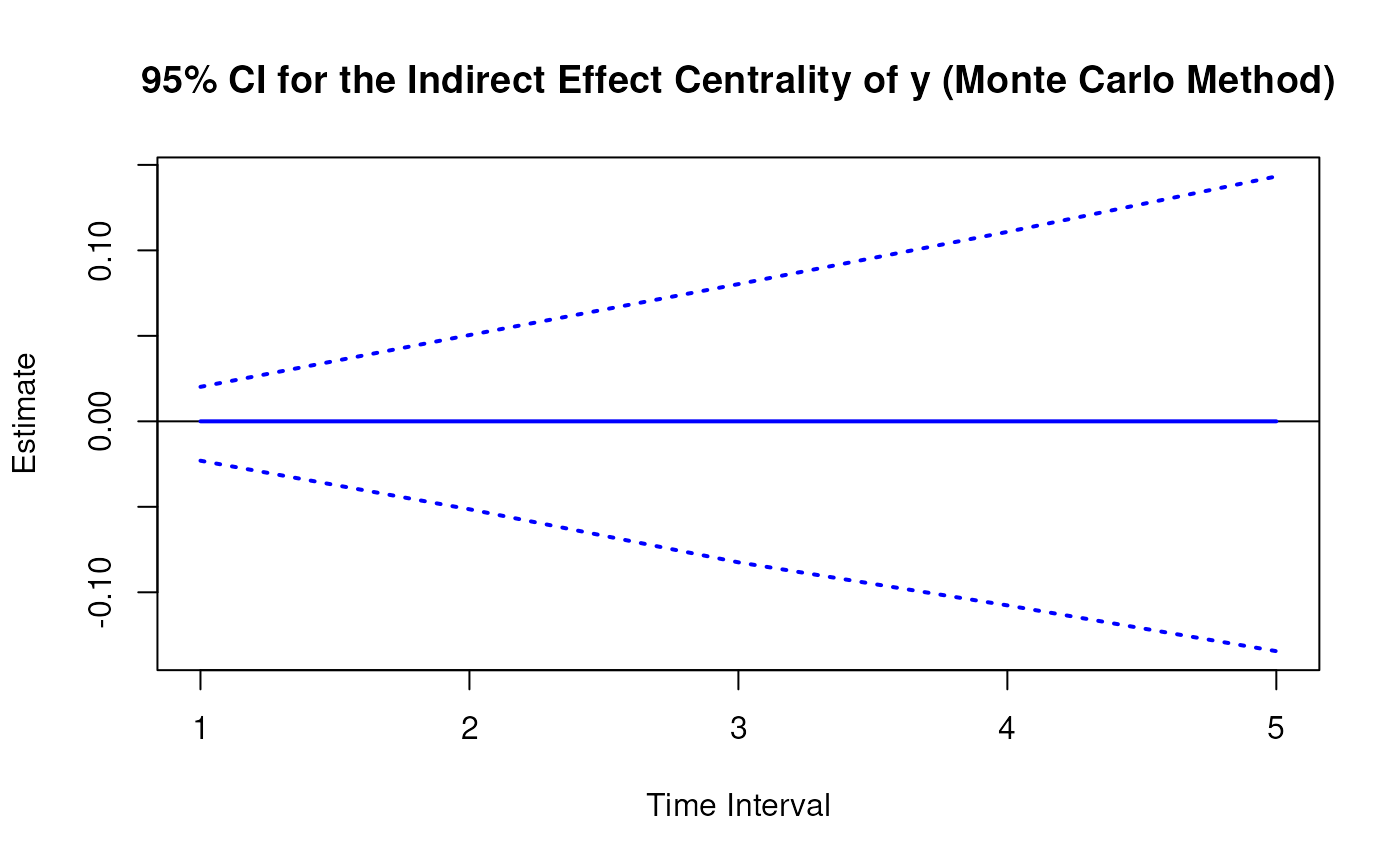 95% CI for the Indirect Effect Centrality of y (Monte Carlo Method)
0.10
0.00
-0.10
Estimate
1 2 3 4 5
Time Interval